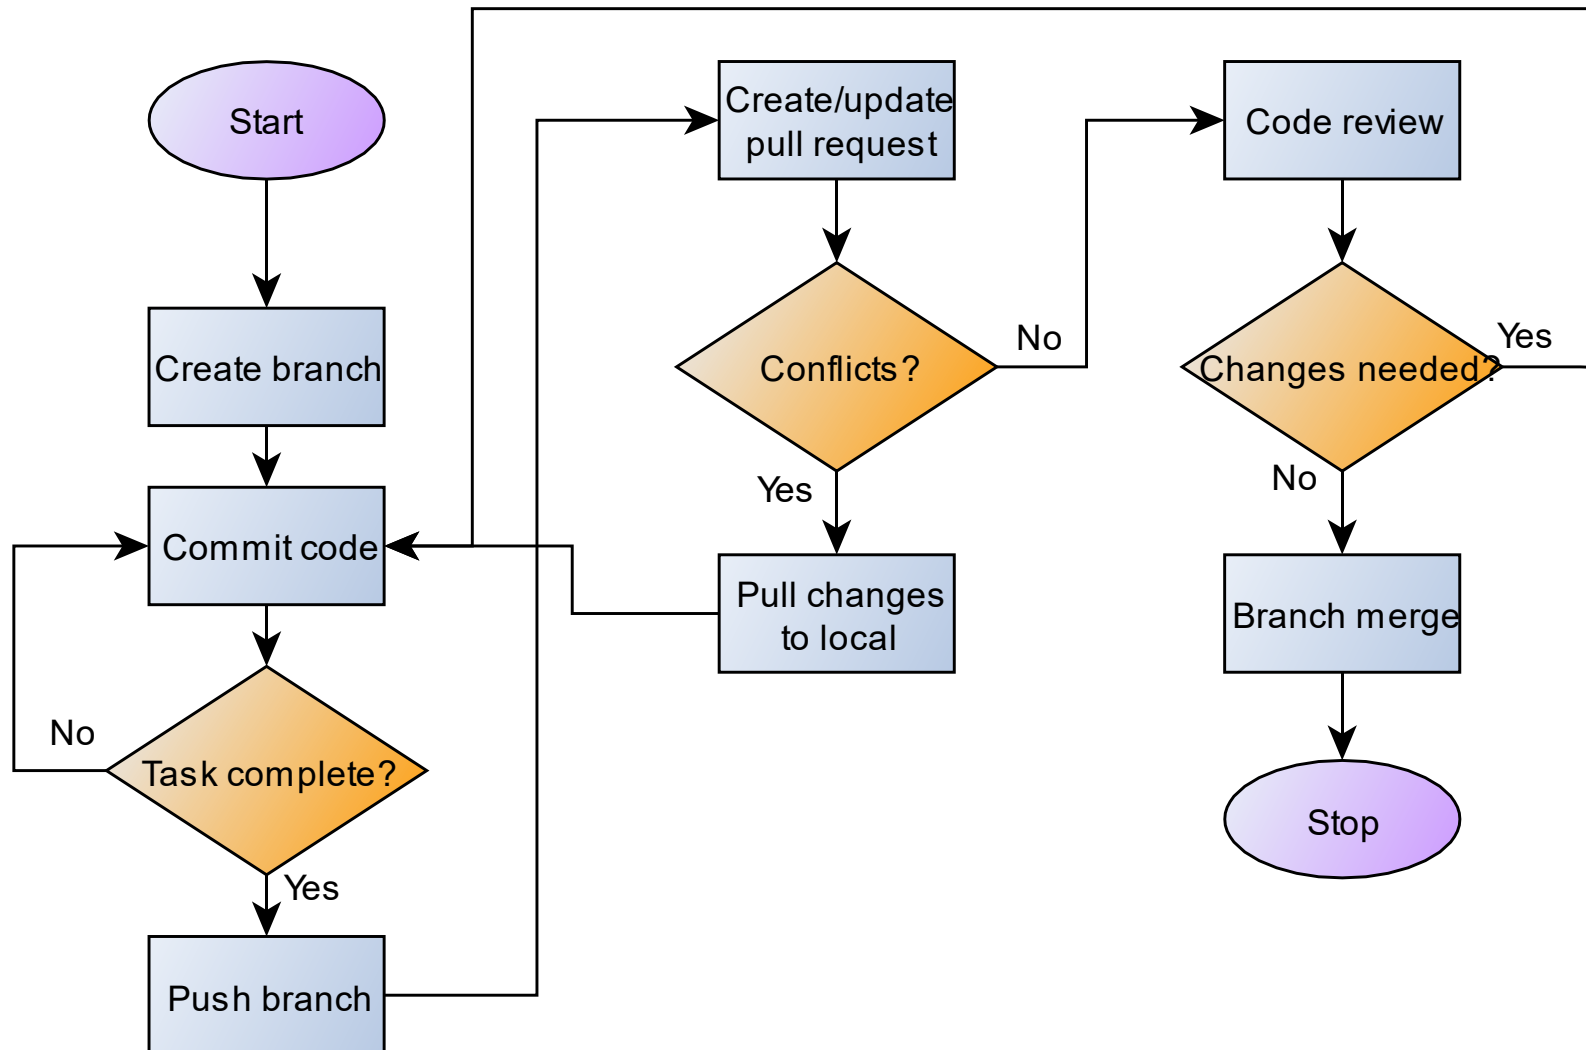 Start
Create branch
Commit code
No
Task complete?
Yes
Push branch
Create/update
pull request
Conflicts?
No
Yes
Pull changes
to local
Code review
Changes needed?
Yes
No
Branch merge
Stop